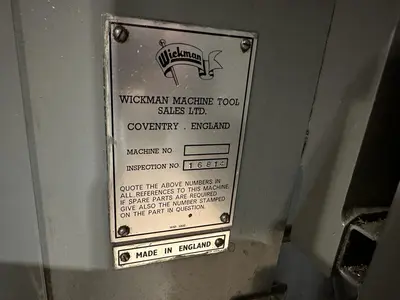 Wickman
WICKMAN MACHINE TOOL
SALES LTD.
COVENTRY . ENGLAND
MACHINE NO
INSPECTION NO. 16814
QUOTE THE ABOVE NUMBERS IN
ALL REFERENCES TO THIS MACHINE.
IF SPARE PARTS ARE REQUIRED
GIVE ALSO THE NUMBER STAMPED
ON THE PART IN QUESTION.
MADE IN ENGLAND